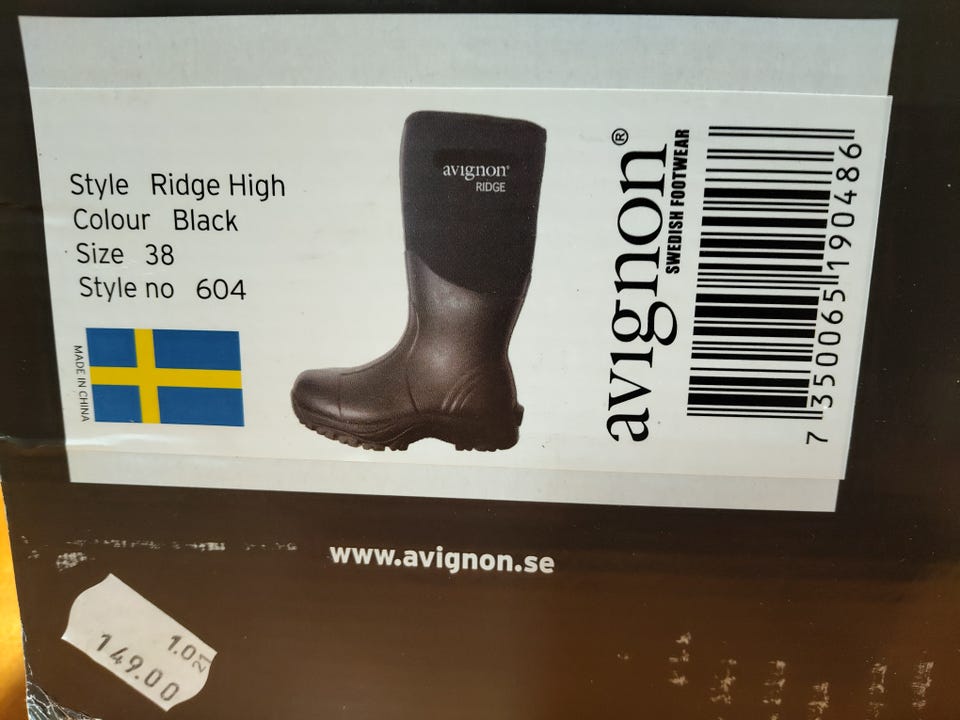 Style Ridge High
Colour Black
Size 38
Style no 604
MADE IN CHINA
avignon®
RIDGE
avignon®
SWEDISH FOOTWEAR
7 350065 190486
www.avignon.se
1.0 21
149.00